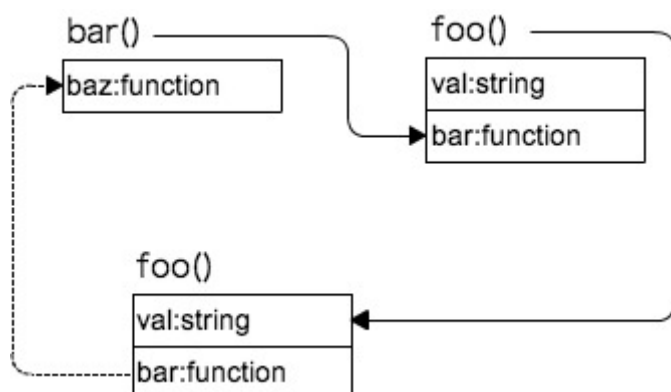 bar()
baz:function
foo()
val:string
bar:function
foo()
val:string
bar:function